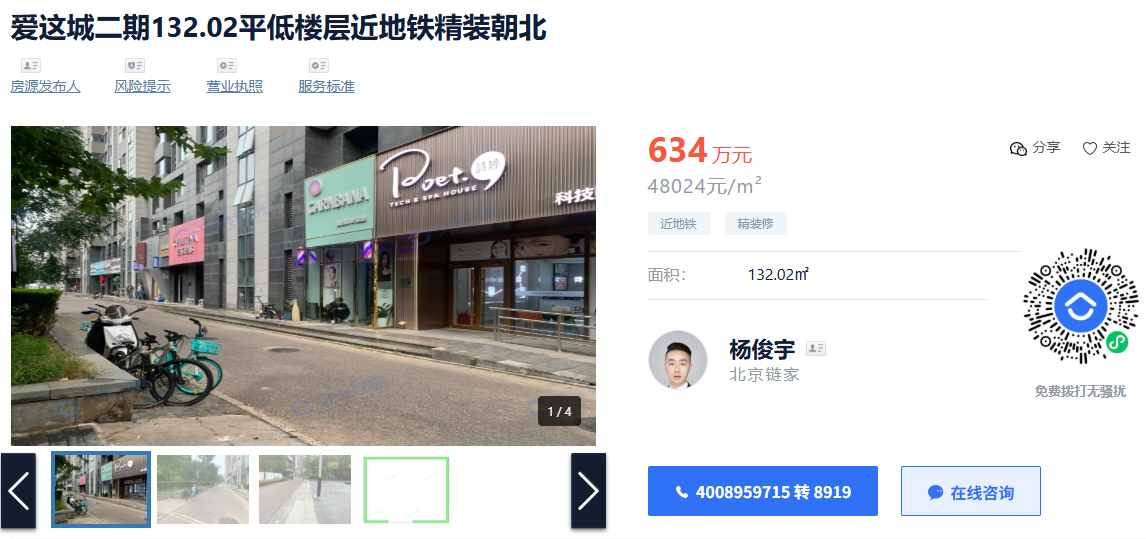 爱这城二期132.02平低楼层近地铁精装朝北
房源发布人 风险提示 营业执照 服务标准
634 万元
分享 关注
48024元/m²
近地铁 精装修
面积： 132.02㎡
杨俊宇
北京链家
免费拨打无骚扰
4008959715 转 8919
在线咨询
CARNBANA
Poet.
詩婷
TECH & SPA HOUSE
科技
1 / 4